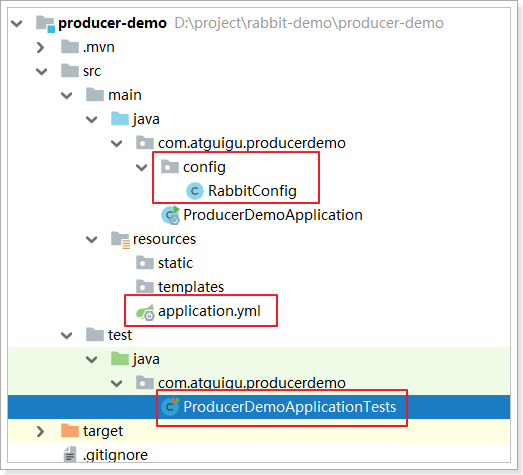 producer-demo D:\project\rabbit-demo\producer-demo
.mvn
src
main
java
com.atguigu.producerdemo
config
RabbitConfig
ProducerDemoApplication
resources
static
templates
application.yml
test
java
com.atguigu.producerdemo
ProducerDemoApplicationTests
target
.gitignore